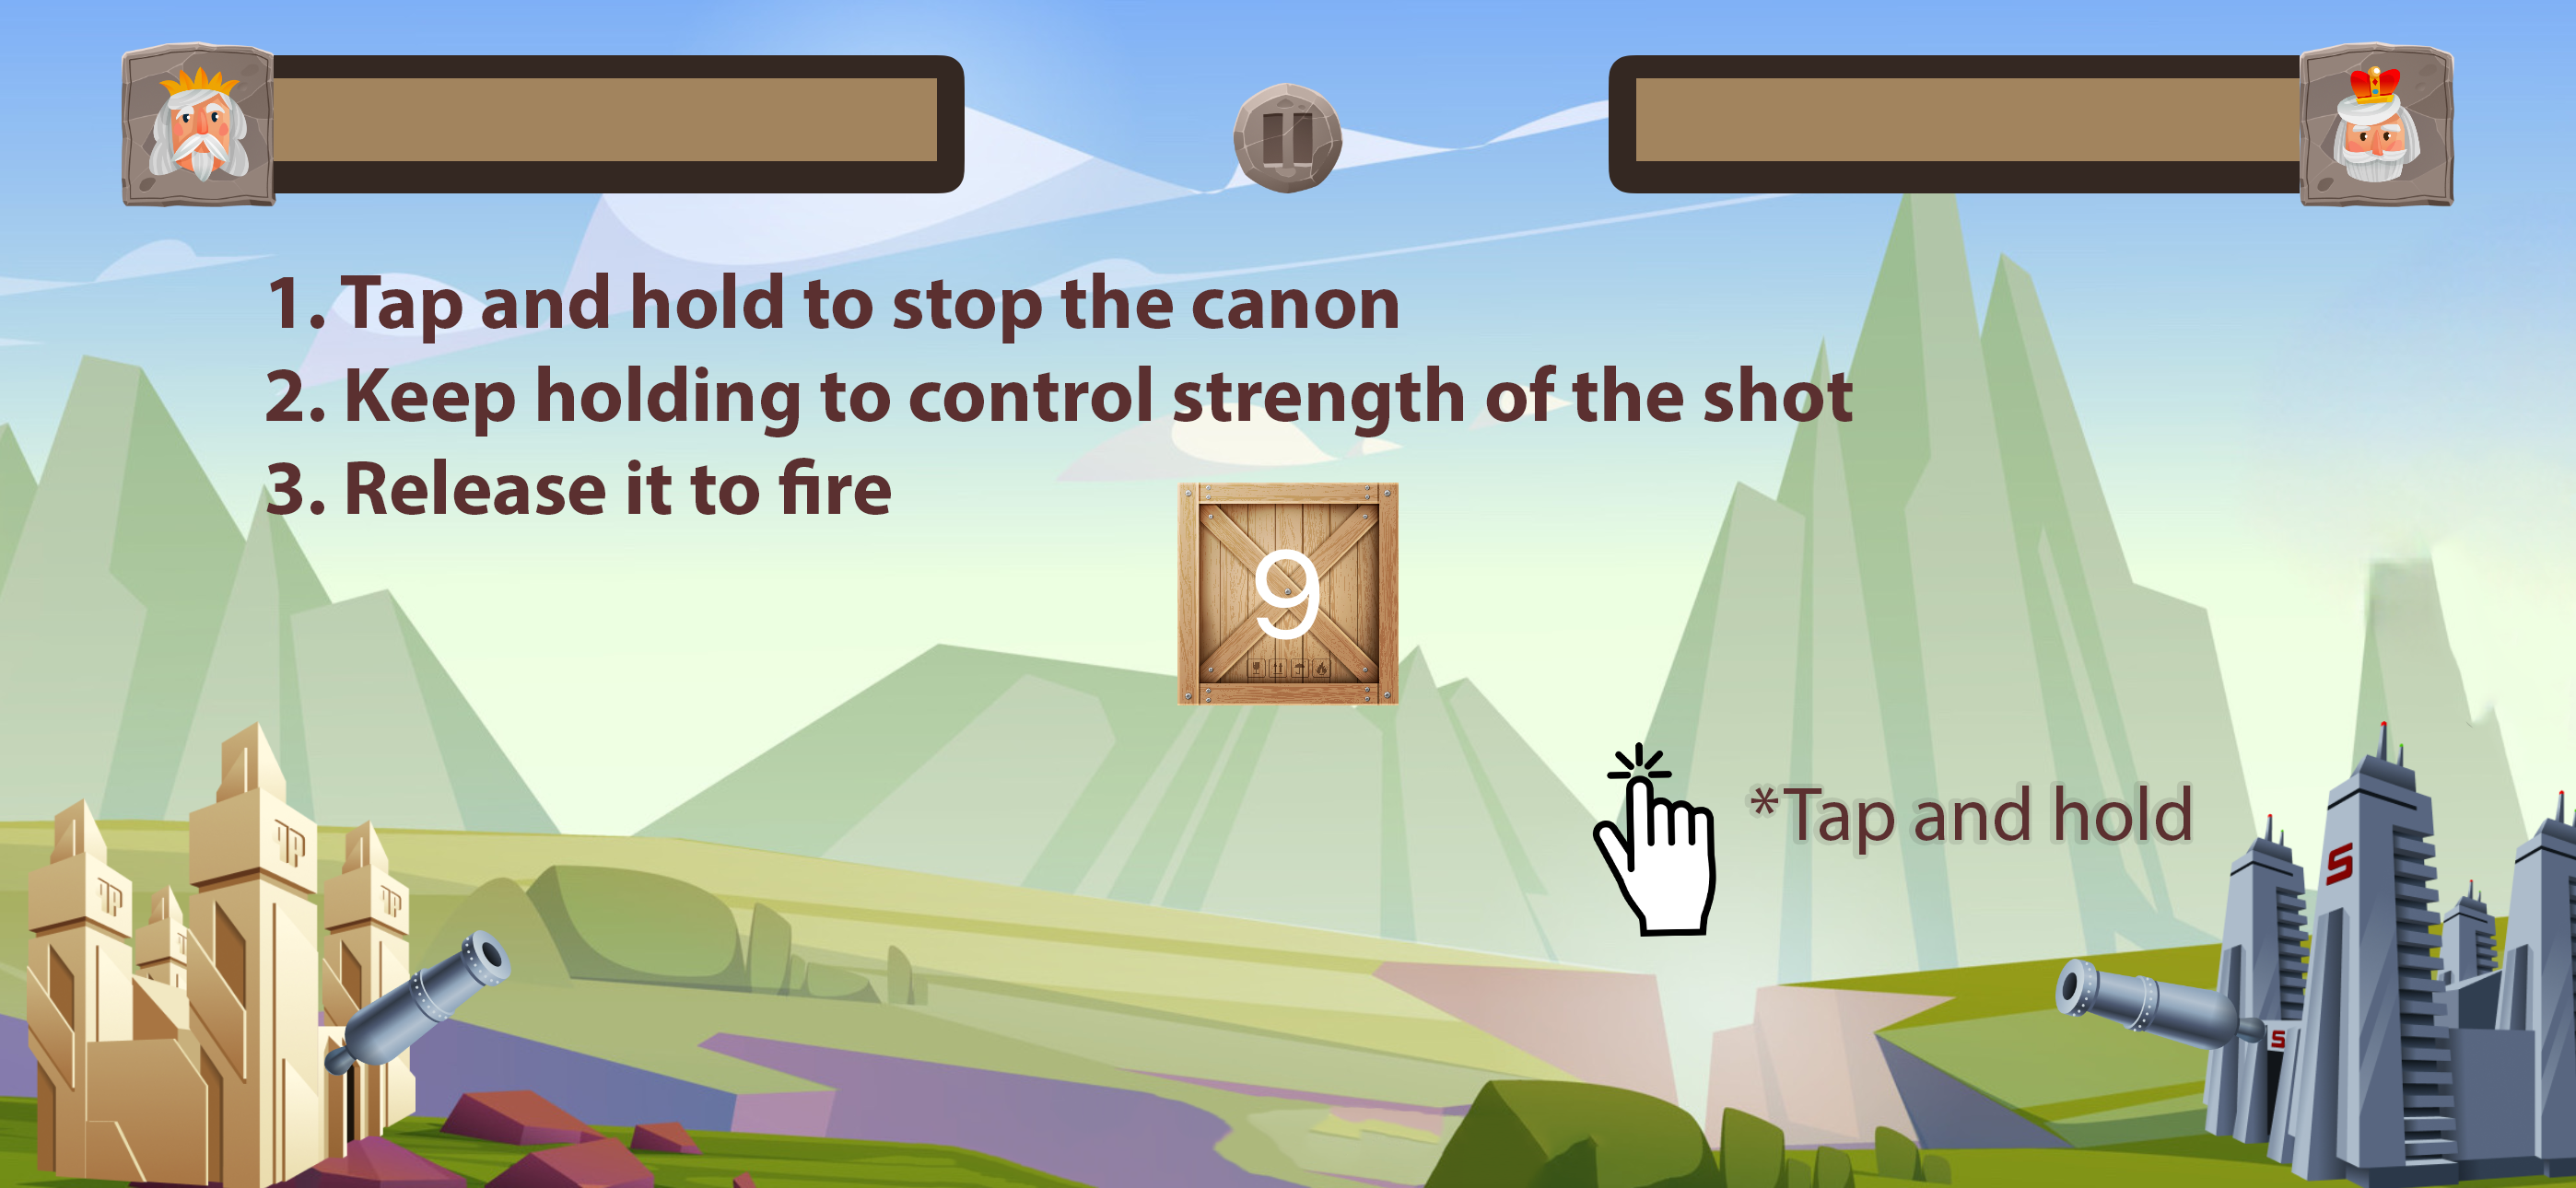 1. Tap and hold to stop the canon
2. Keep holding to control strength of the shot
3. Release it to fire
9
*Tap and hold
S
S